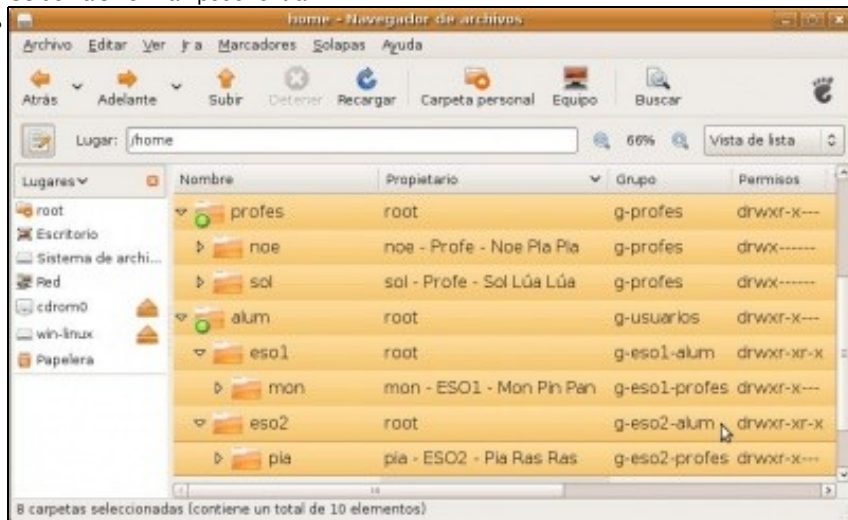 home - Navegador de archivos
Archivo Editar Ver Ir a Marcadores Solapas Ayuda
Atrás Adelante Subir Detener Recargar Carpeta personal Equipo Buscar
Lugar: /home 66% Vista de lista
Lugares Nombre Propietario Grupo Permisos
root profes root g-profes drwxr-x---
Escritorio
Sistema de archi... noe noe - Profe - Noe Pla Pla g-profes drwx------
Red sol sol - Profe - Sol Lúa Lúa g-profes drwx------
cdrom0 alum root g-usuarios drwxr-x---
win-linux
Papelera eso1 root g-eso1-alum drwxr-xr-x
mon mon - ESO1 - Mon Pin Pan g-eso1-profes drwxr-x---
eso2 root g-eso2-alum drwxr-xr-x
pia pia - ESO2 - Pia Ras Ras g-eso2-profes drwxr-x---
8 carpetas seleccionadas (contiene un total de 10 elementos)